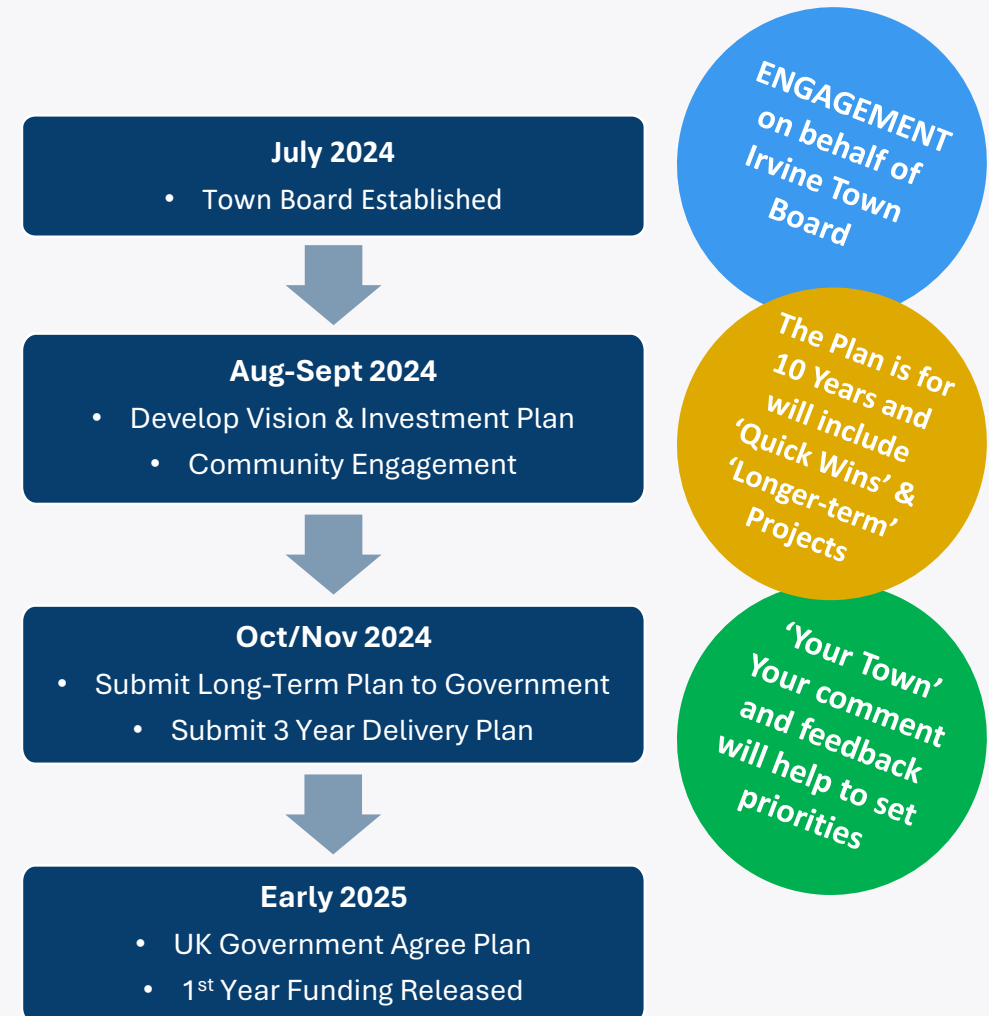 July 2024
• Town Board Established
Aug-Sept 2024
• Develop Vision & Investment Plan
• Community Engagement
Oct/Nov 2024
• Submit Long-Term Plan to Government
• Submit 3 Year Delivery Plan
Early 2025
• UK Government Agree Plan
• 1st Year Funding Released
ENGAGEMENT
on behalf of
Irvine Town
Board
The Plan is for
10 Years and
will include
‘Quick Wins’ &
‘Longer-term’
Projects
‘Your Town’
Your comment
and feedback
will help to set
priorities